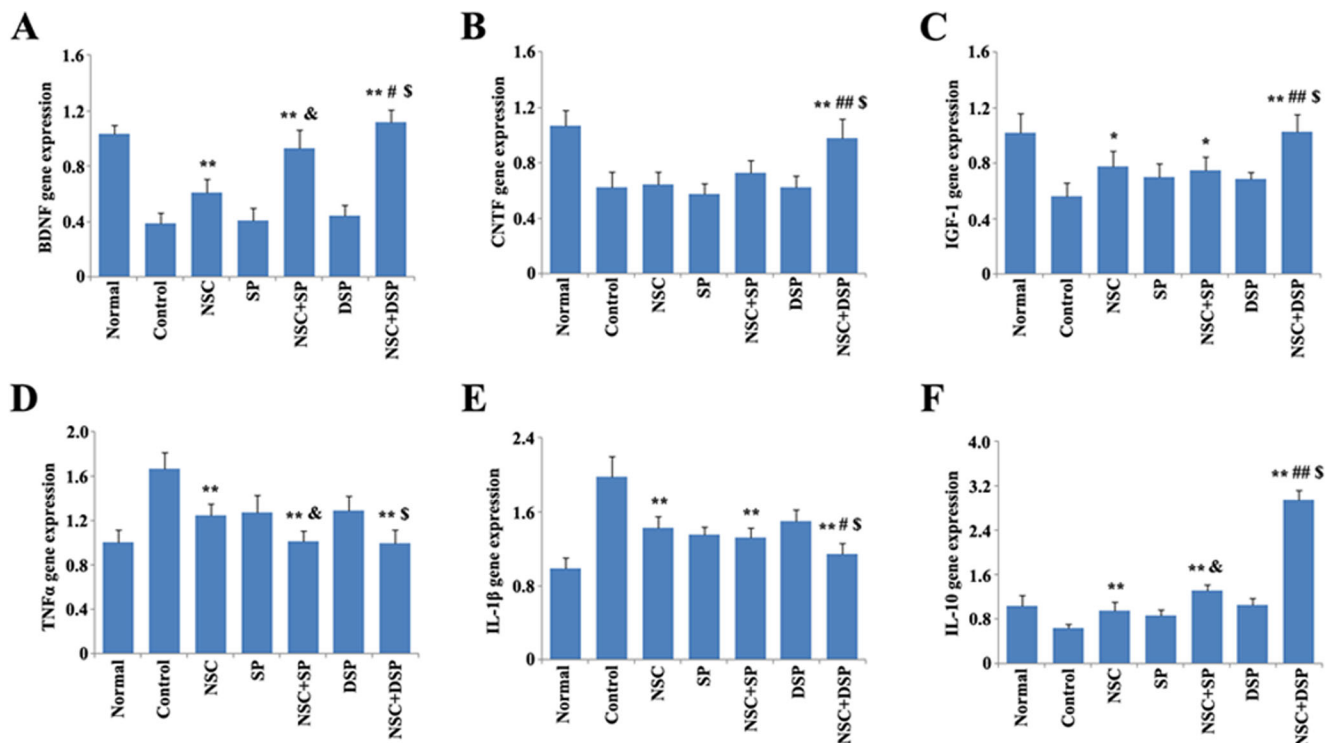 A
BDNF gene expression
1.6
1.2
0.8
0.4
0
**
** &
** # $
Normal
Control
NSC
SP
NSC+SP
DSP
NSC+DSP
B
CNTF gene expression
1.6
1.2
0.8
0.4
0
** ## $
Normal
Control
NSC
SP
NSC+SP
DSP
NSC+DSP
C
IGF-1 gene expression
1.6
1.2
0.8
0.4
0
*
*
** ## $
Normal
Control
NSC
SP
NSC+SP
DSP
NSC+DSP
D
TNFα gene expression
2.0
1.6
1.2
0.8
0.4
0
**
** &
** $
Normal
Control
NSC
SP
NSC+SP
DSP
NSC+DSP
E
IL-1β gene expression
2.4
1.6
0.8
0
**
**
** # $
Normal
Control
NSC
SP
NSC+SP
DSP
NSC+DSP
F
IL-10 gene expression
4.0
3.2
2.4
1.6
0.8
0
**
** &
** ## $
Normal
Control
NSC
SP
NSC+SP
DSP
NSC+DSP